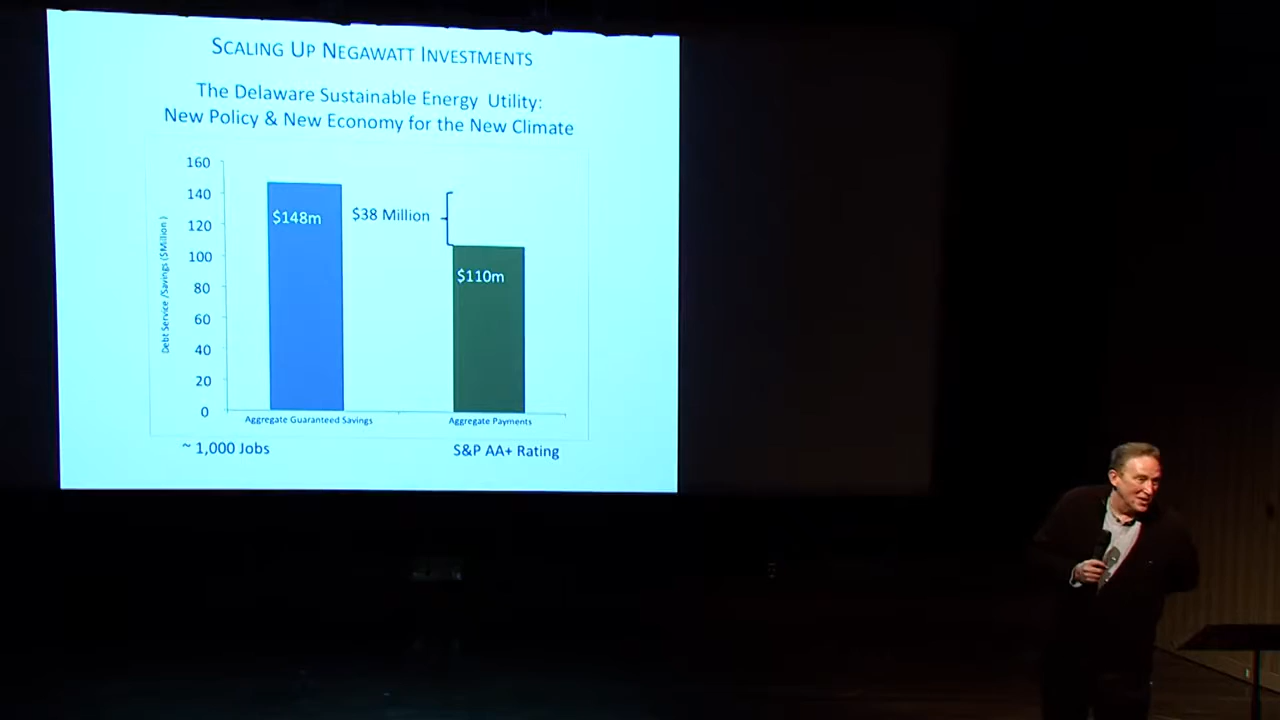 SCALING UP NEGAWATT INVESTMENTS
The Delaware Sustainable Energy Utility:
New Policy & New Economy for the New Climate
160
140
120
100
80
60
40
20
0
Debt Service /Savings ($Million )
$148m
$38 Million
$110m
Aggregate Guaranteed Savings
Aggregate Payments
~ 1,000 Jobs
S&P AA+ Rating